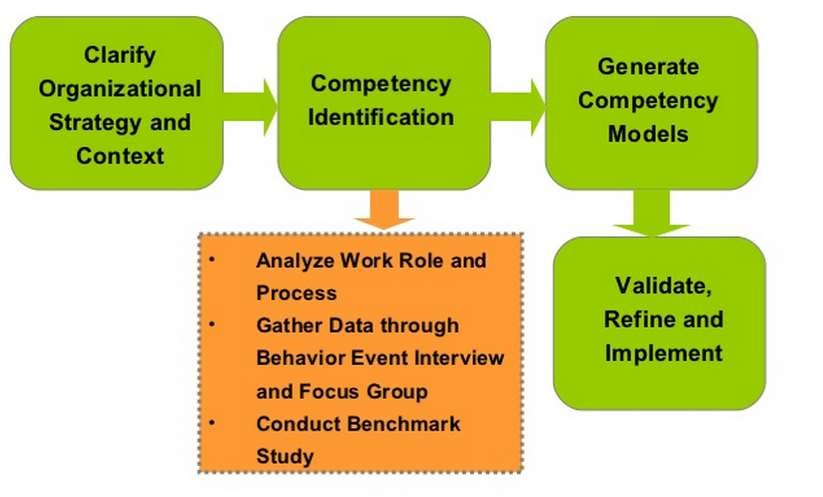 Clarify
Organizational
Strategy and
Context
Competency
Identification
Generate
Competency
Models
• Analyze Work Role and
Process
• Gather Data through
Behavior Event Interview
and Focus Group
• Conduct Benchmark
Study
Validate,
Refine and
Implement